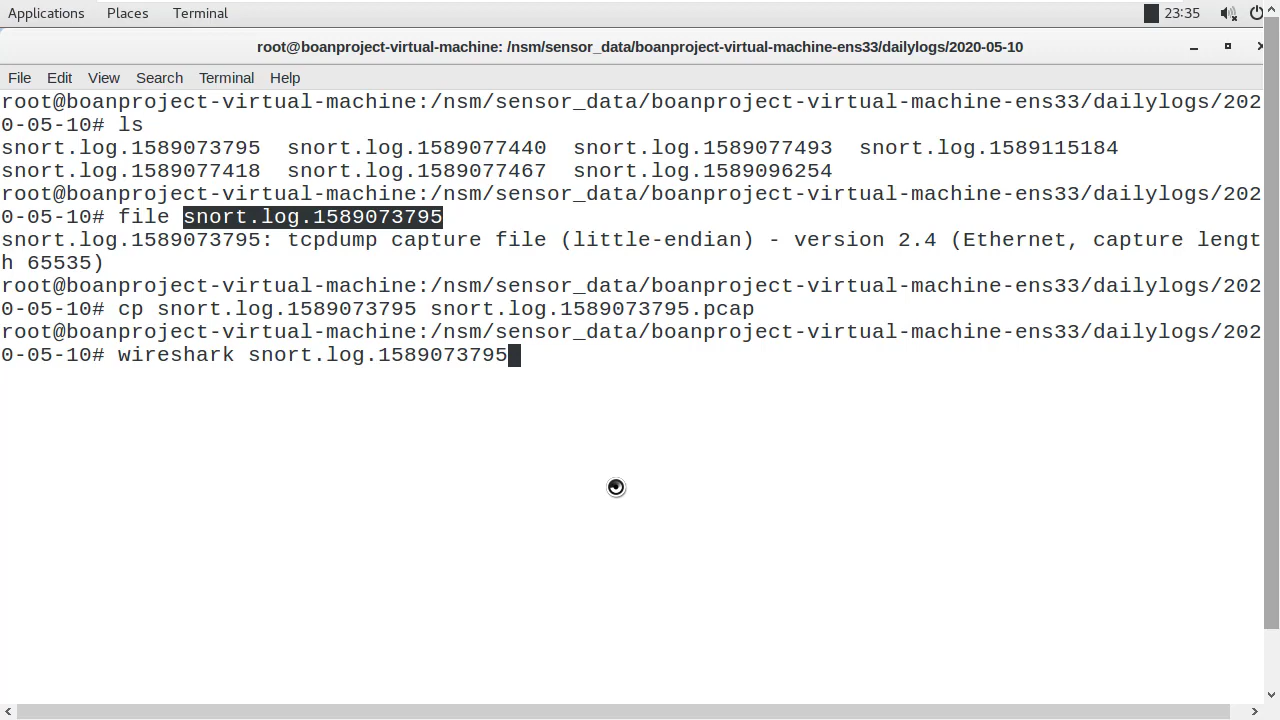 Applications Places Terminal 23:35
root@boanproject-virtual-machine: /nsm/sensor_data/boanproject-virtual-machine-ens33/dailylogs/2020-05-10
File Edit View Search Terminal Help
root@boanproject-virtual-machine:/nsm/sensor_data/boanproject-virtual-machine-ens33/dailylogs/202
0-05-10# ls
snort.log.1589073795  snort.log.1589077440  snort.log.1589077493  snort.log.1589115184
snort.log.1589077418  snort.log.1589077467  snort.log.1589096254
root@boanproject-virtual-machine:/nsm/sensor_data/boanproject-virtual-machine-ens33/dailylogs/202
0-05-10# file snort.log.1589073795
snort.log.1589073795: tcpdump capture file (little-endian) - version 2.4 (Ethernet, capture lengt
h 65535)
root@boanproject-virtual-machine:/nsm/sensor_data/boanproject-virtual-machine-ens33/dailylogs/202
0-05-10# cp snort.log.1589073795 snort.log.1589073795.pcap
root@boanproject-virtual-machine:/nsm/sensor_data/boanproject-virtual-machine-ens33/dailylogs/202
0-05-10# wireshark snort.log.1589073795